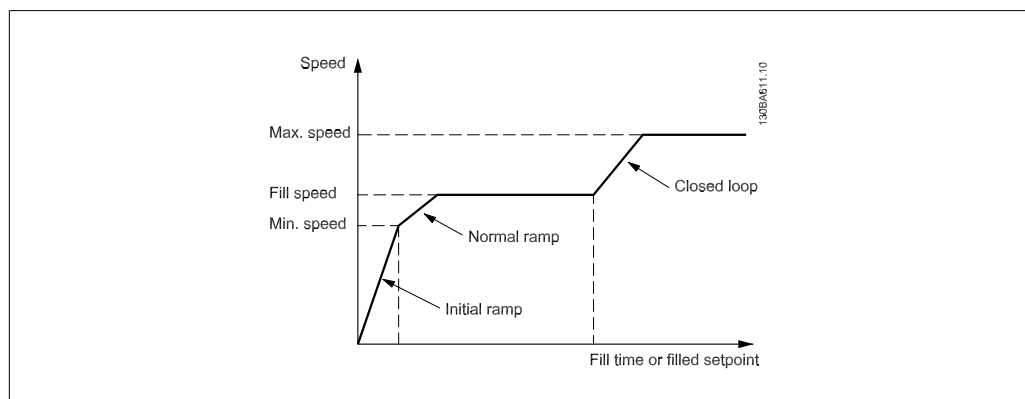 Speed
130BA611.10
Max. speed
Fill speed
Closed loop
Min. speed
Normal ramp
Initial ramp
Fill time or filled setpoint